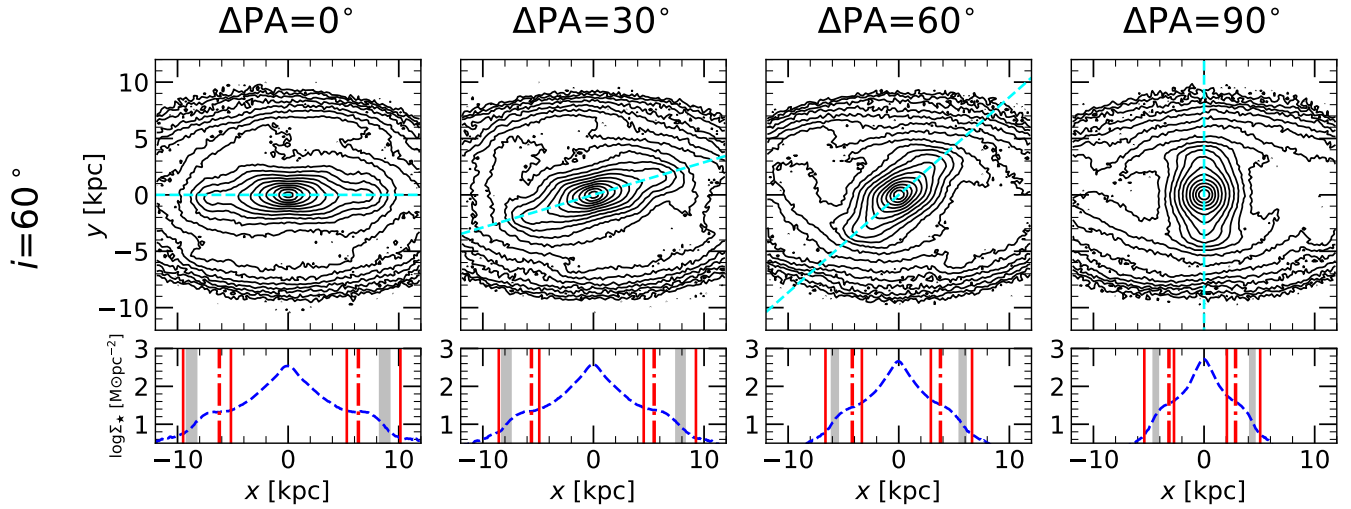 ΔPA=0° ΔPA=30° ΔPA=60° ΔPA=90°
i=60°
y [kpc]
10
5
0
−5
−10
logΣ★ [M⊙pc⁻²]
3
2
1
−10 0 10 −10 0 10 −10 0 10 −10 0 10
x [kpc] x [kpc] x [kpc] x [kpc]